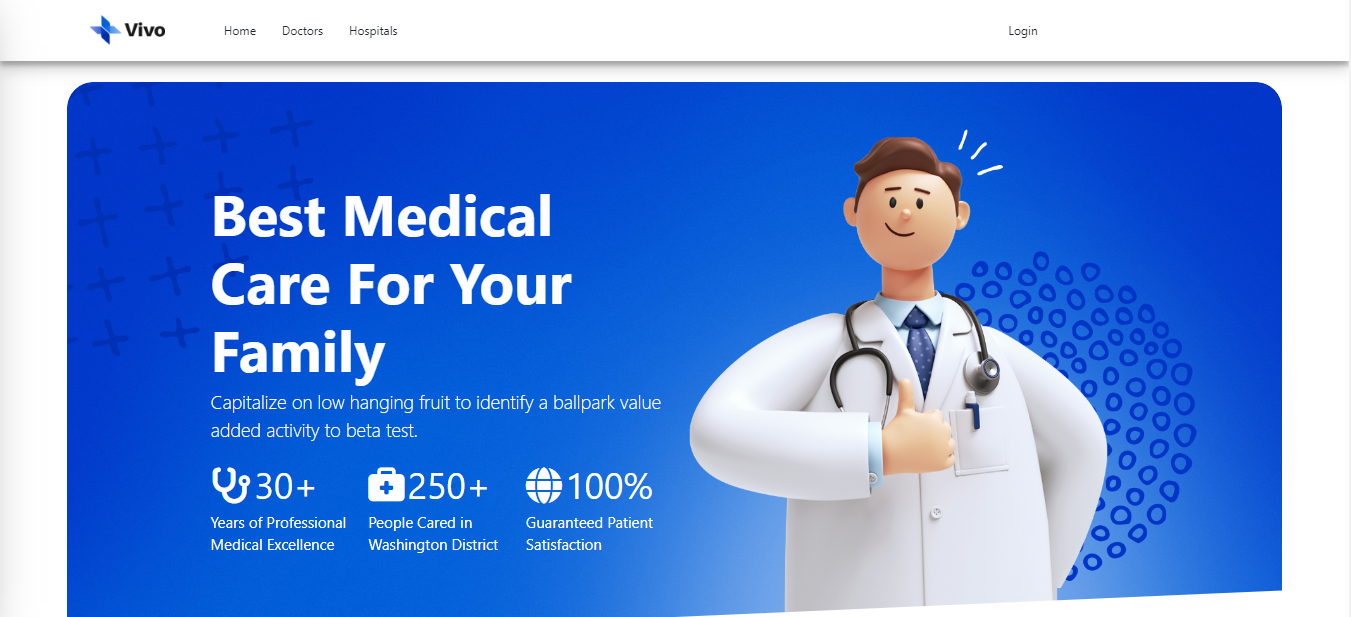 Vivo
Home
Doctors
Hospitals
Login
Best Medical
Care For Your
Family
Capitalize on low hanging fruit to identify a ballpark value
added activity to beta test.
30+
Years of Professional
Medical Excellence
250+
People Cared in
Washington District
100%
Guaranteed Patient
Satisfaction